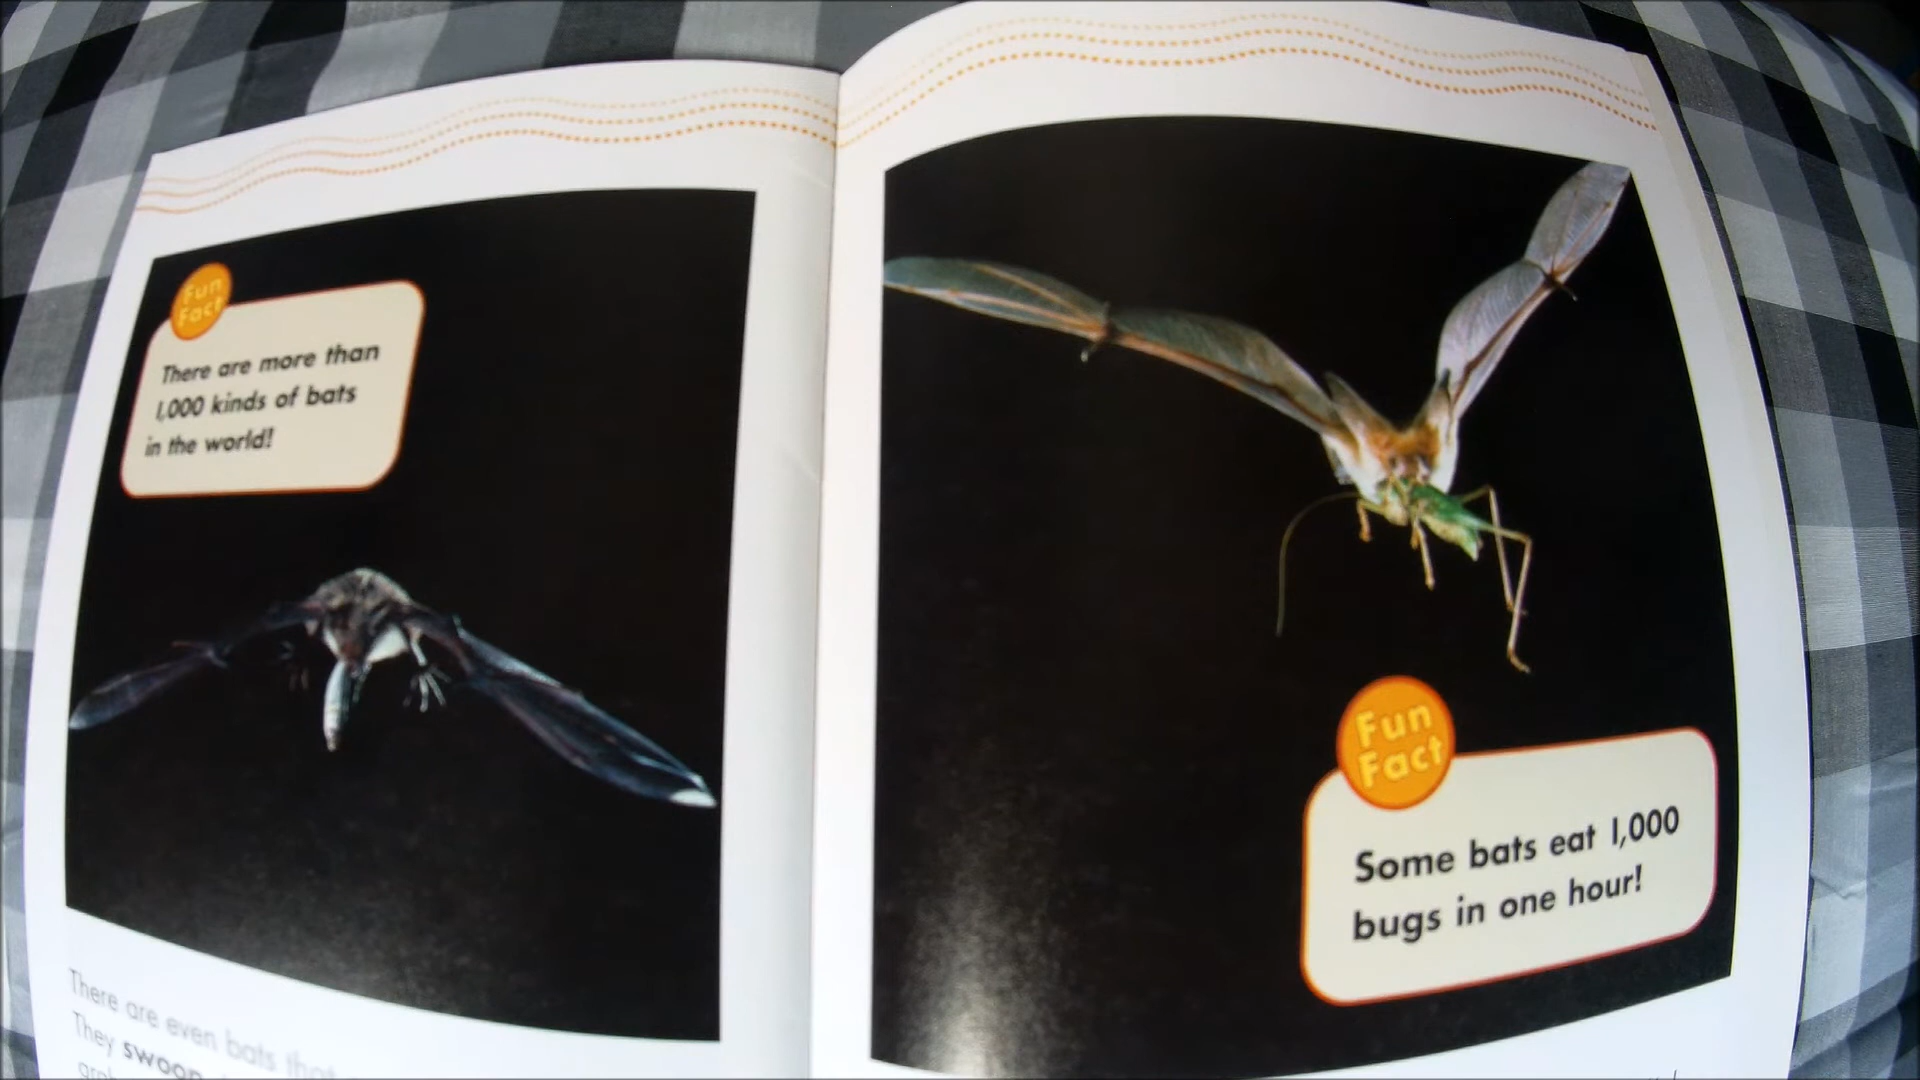 Fun
Fact
There are more than
1,000 kinds of bats
in the world!
There are even bats that
They swoop
Fun
Fact
Some bats eat 1,000
bugs in one hour!